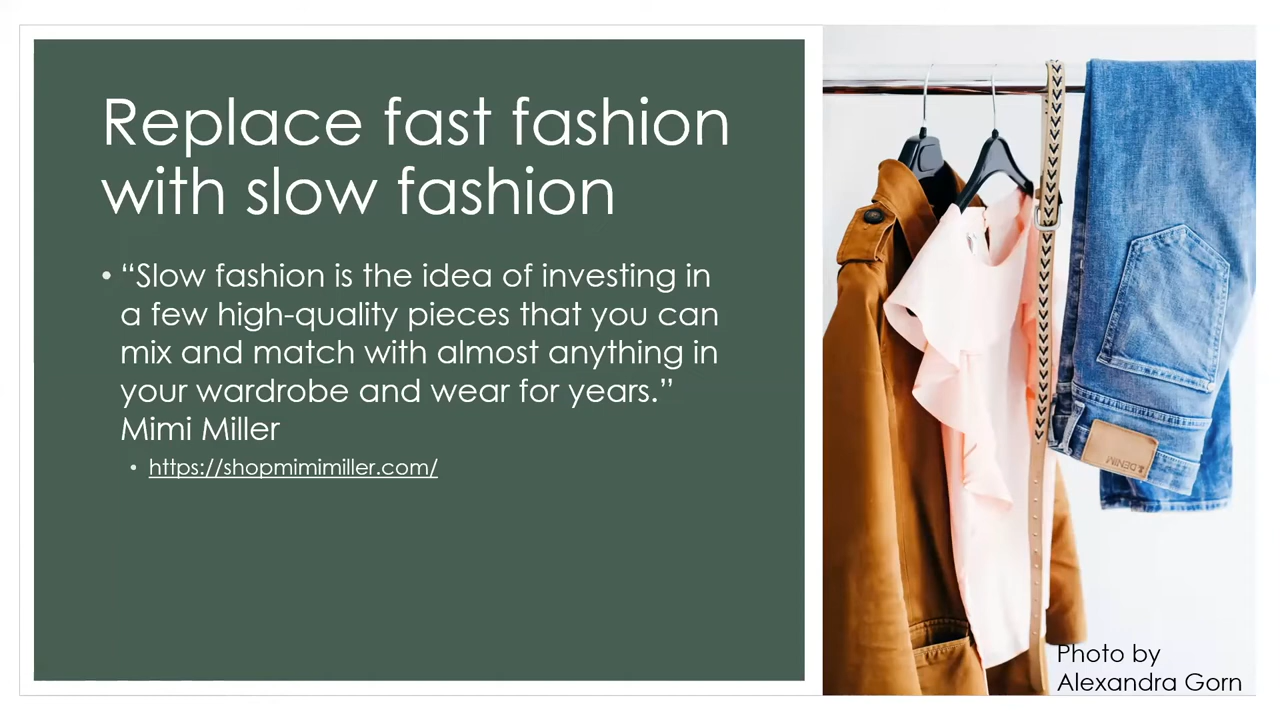 Replace fast fashion
with slow fashion
• “Slow fashion is the idea of investing in
a few high-quality pieces that you can
mix and match with almost anything in
your wardrobe and wear for years.”
Mimi Miller
• https://shopmimimiller.com/
DENIM
Photo by
Alexandra Gorn